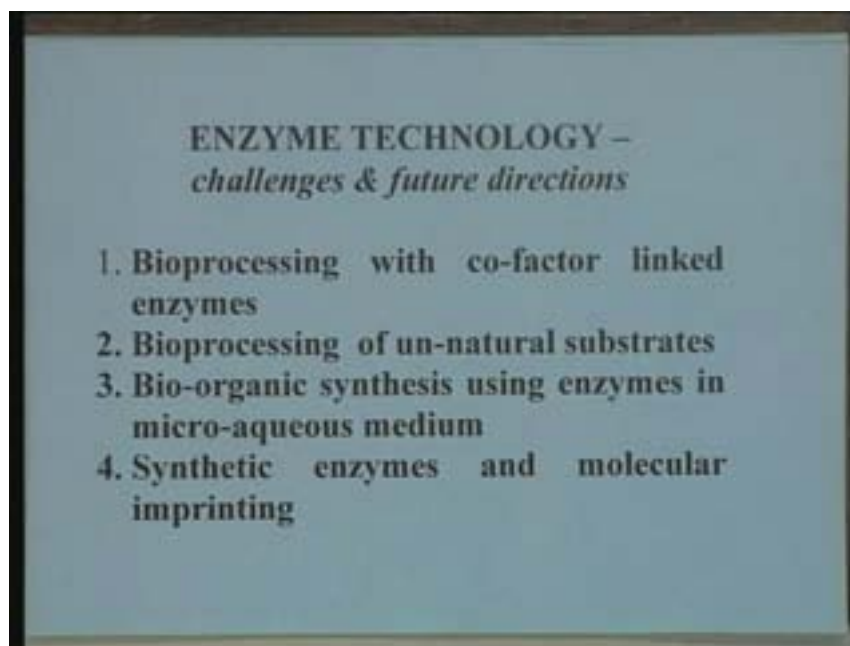 ENZYME TECHNOLOGY –
challenges & future directions
1. Bioprocessing with co-factor linked
enzymes
2. Bioprocessing of un-natural substrates
3. Bio-organic synthesis using enzymes in
micro-aqueous medium
4. Synthetic enzymes and molecular
imprinting